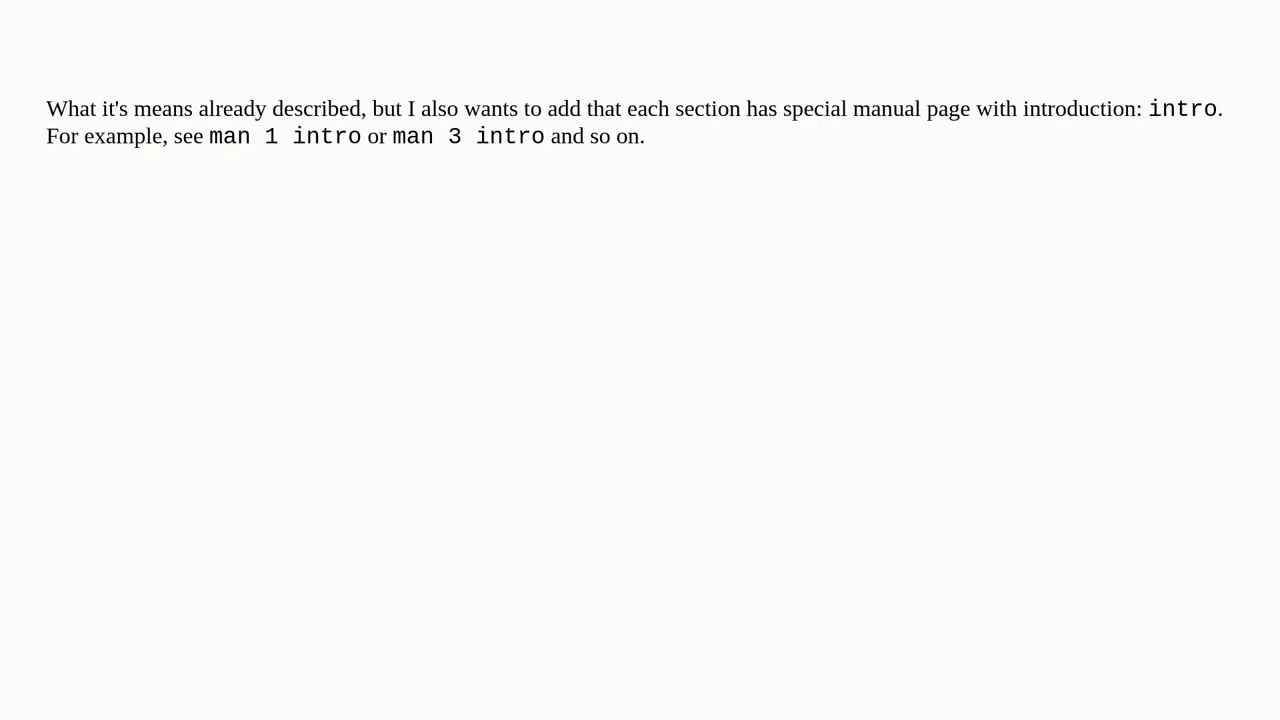 What it's means already described, but I also wants to add that each section has special manual page with introduction: intro.
For example, see man 1 intro or man 3 intro and so on.